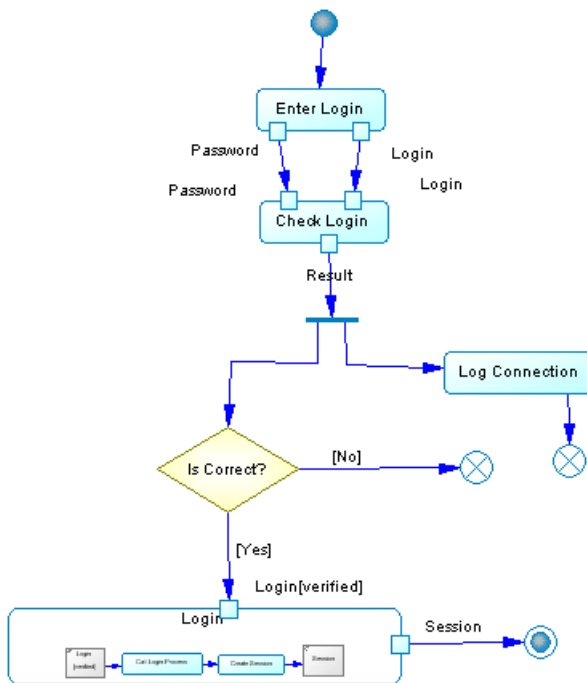 Enter Login
Password
Login
Password
Login
Check Login
Result
Log Connection
Is Correct?
[No]
[Yes]
Login[verified]
Login
Session
Login
[verified]
Call Login Process
Create Session
Session